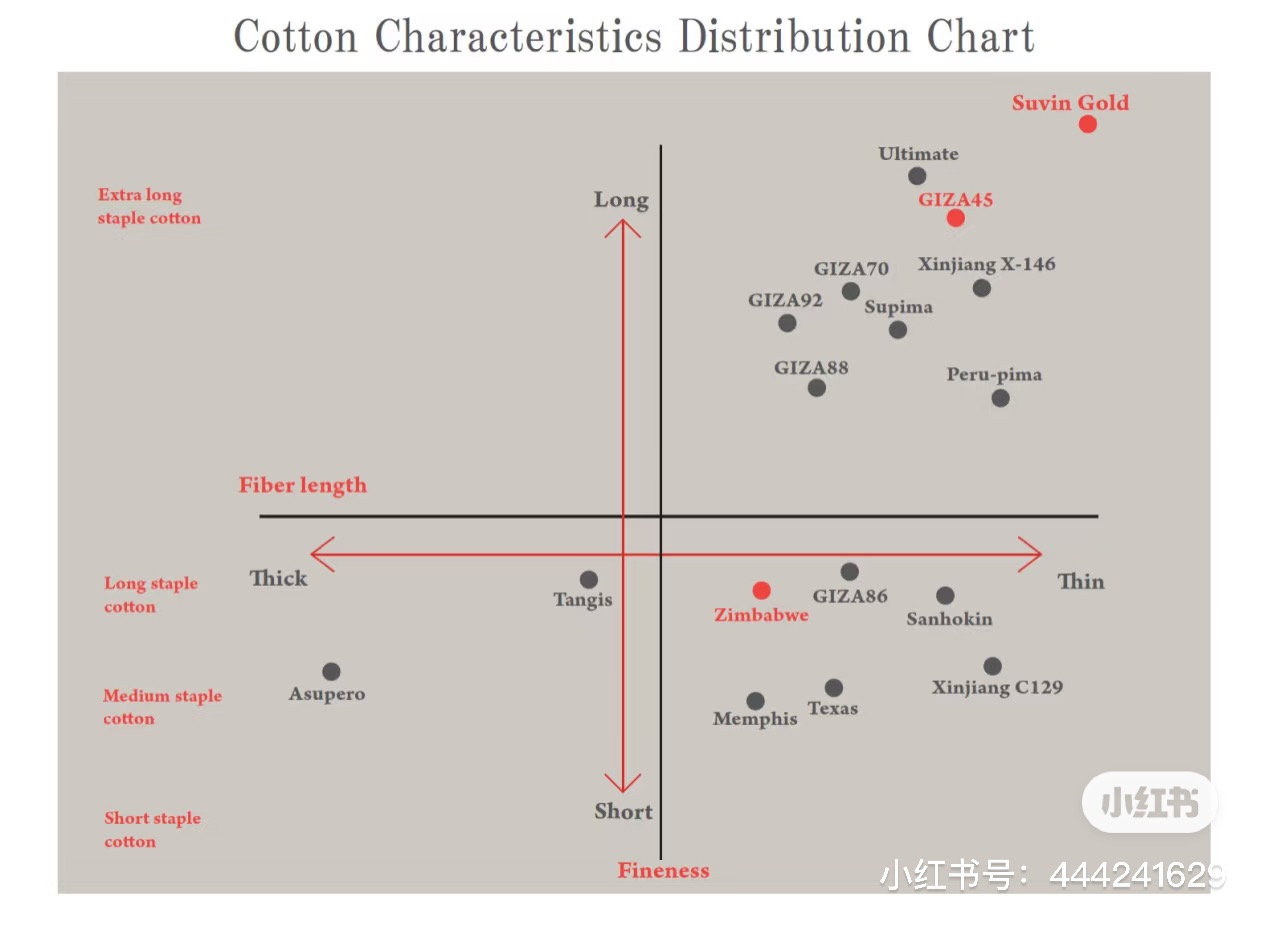 Cotton Characteristics Distribution Chart
Suvin Gold
Ultimate
Extra long
staple cotton
Long
GIZA45
GIZA70
Xinjiang X-146
GIZA92
Supima
GIZA88
Peru-pima
Fiber length
Thick
Thin
Long staple
cotton
Tangis
Zimbabwe
GIZA86
Sanhokin
Asupero
Medium staple
cotton
Memphis
Texas
Xinjiang C129
Short
Short staple
cotton
Fineness
小红书
小红书号：444241629